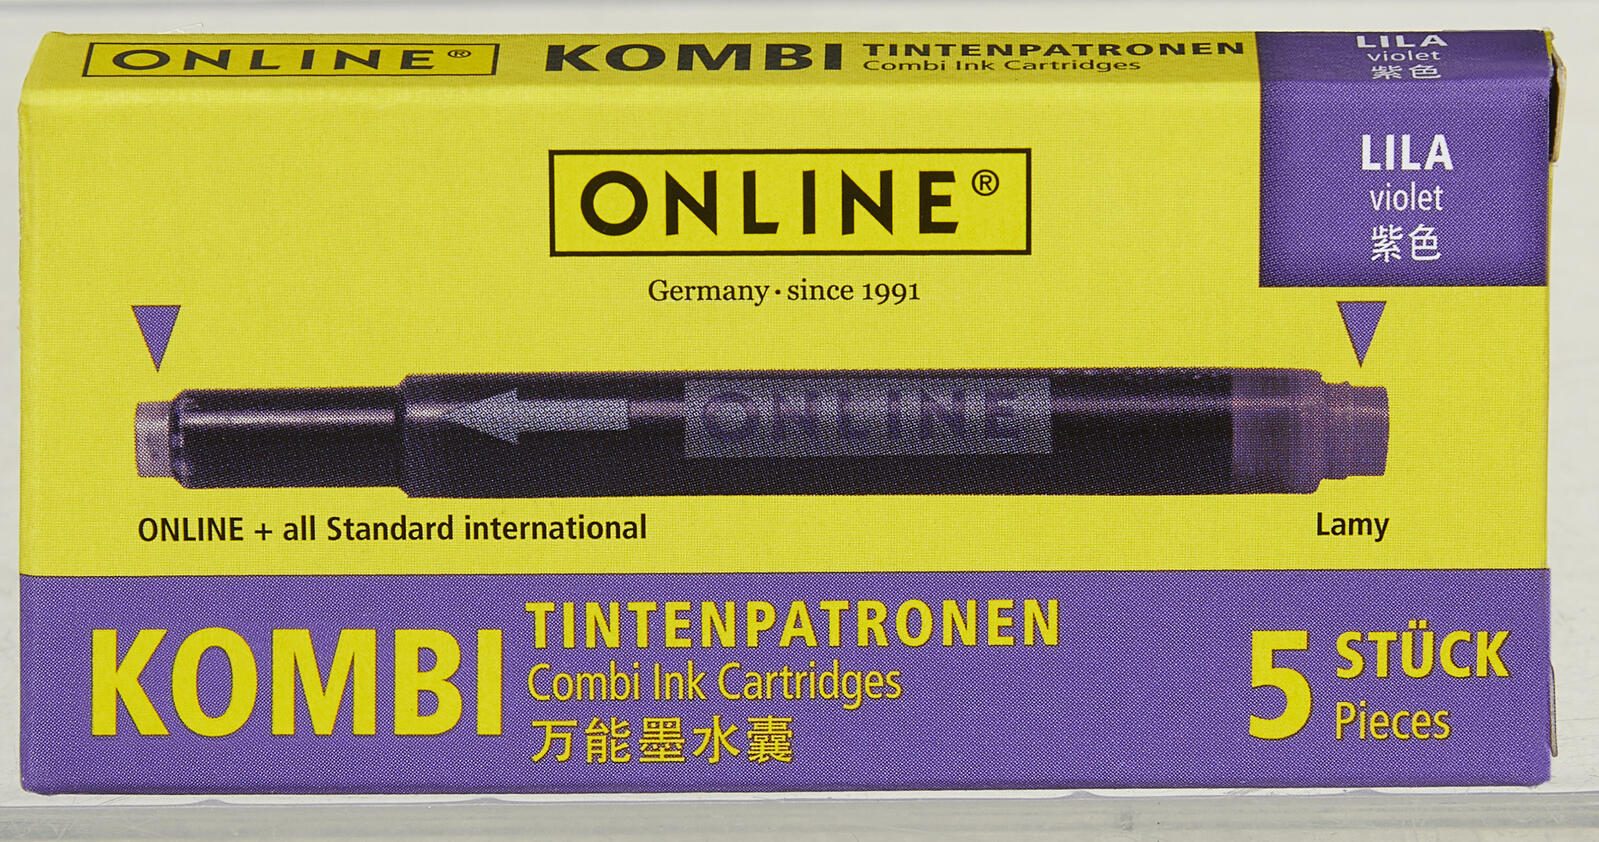 ONLINE®
KOMBI TINTENPATRONEN
Combi Ink Cartridges
LILA
violet
紫色
LILA
violet
紫色
ONLINE®
Germany · since 1991
ONLINE
ONLINE + all Standard international
Lamy
KOMBI TINTENPATRONEN
Combi Ink Cartridges
万能墨水囊
5 STÜCK
Pieces